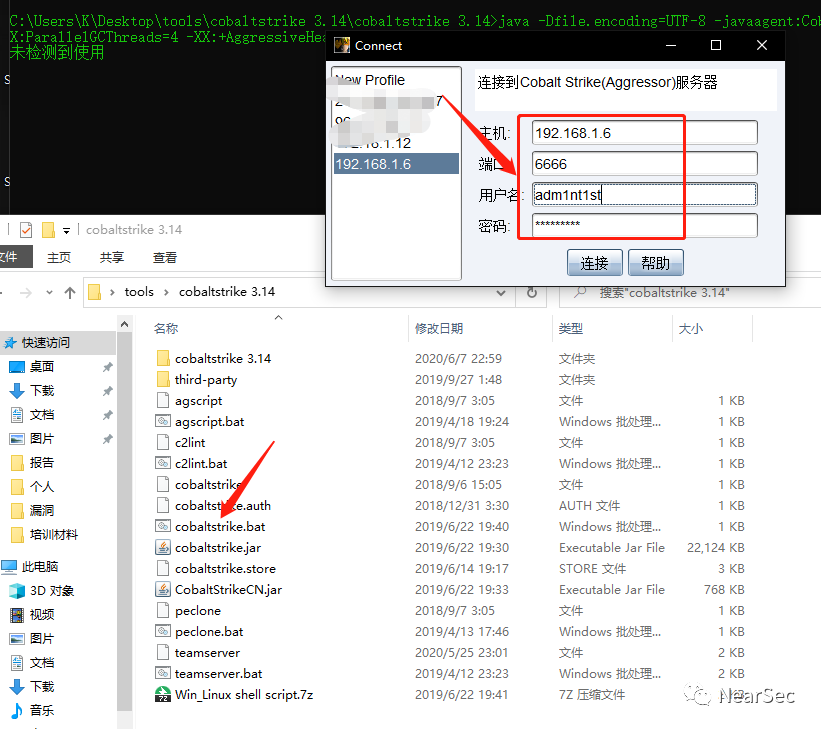 C:\Users\K\Desktop\tools\cobaltstrike 3.14\cobaltstrike 3.14>java -Dfile.encoding=UTF-8 -javaagent:Cob
X:ParallelGCThreads=4 -XX:+AggressiveHea
未检测到使用
S
S
Connect
New Profile
7
.16.1.12
192.168.1.6
连接到Cobalt Strike(Aggressor)服务器
主机: 192.168.1.6
端口: 6666
用户名: adm1nt1st
密码: *********
连接 帮助
cobaltstrike 3.14
文件 主页 共享 查看
tools cobaltstrike 3.14
搜索"cobaltstrike 3.14"
快速访问
桌面
下载
文档
图片
报告
个人
漏洞
培训材料
此电脑
3D 对象
视频
图片
文档
下载
音乐
名称 修改日期 类型 大小
cobaltstrike 3.14 2020/6/7 22:59 文件夹
third-party 2019/9/27 1:48 文件夹
agscript 2018/9/7 3:05 文件 1 KB
agscript.bat 2019/4/18 19:24 Windows 批处理... 1 KB
c2lint 2018/9/7 3:05 文件 1 KB
c2lint.bat 2019/4/12 23:23 Windows 批处理... 1 KB
cobaltstrike 2018/9/6 15:05 文件 1 KB
cobaltstrike.auth 2018/12/31 3:30 AUTH 文件 1 KB
cobaltstrike.bat 2019/6/22 19:40 Windows 批处理... 1 KB
cobaltstrike.jar 2019/6/22 19:30 Executable Jar File 22,124 KB
cobaltstrike.store 2019/6/14 19:17 STORE 文件 3 KB
CobaltStrikeCN.jar 2019/6/22 19:33 Executable Jar File 768 KB
peclone 2018/9/7 3:05 文件 1 KB
peclone.bat 2019/4/13 17:46 Windows 批处理... 1 KB
teamserver 2020/5/25 23:01 文件 2 KB
teamserver.bat 2019/4/12 23:23 Windows 批处理... 2 KB
Win_Linux shell script.7z 2019/6/22 19:41 7Z 压缩文件
NearSec